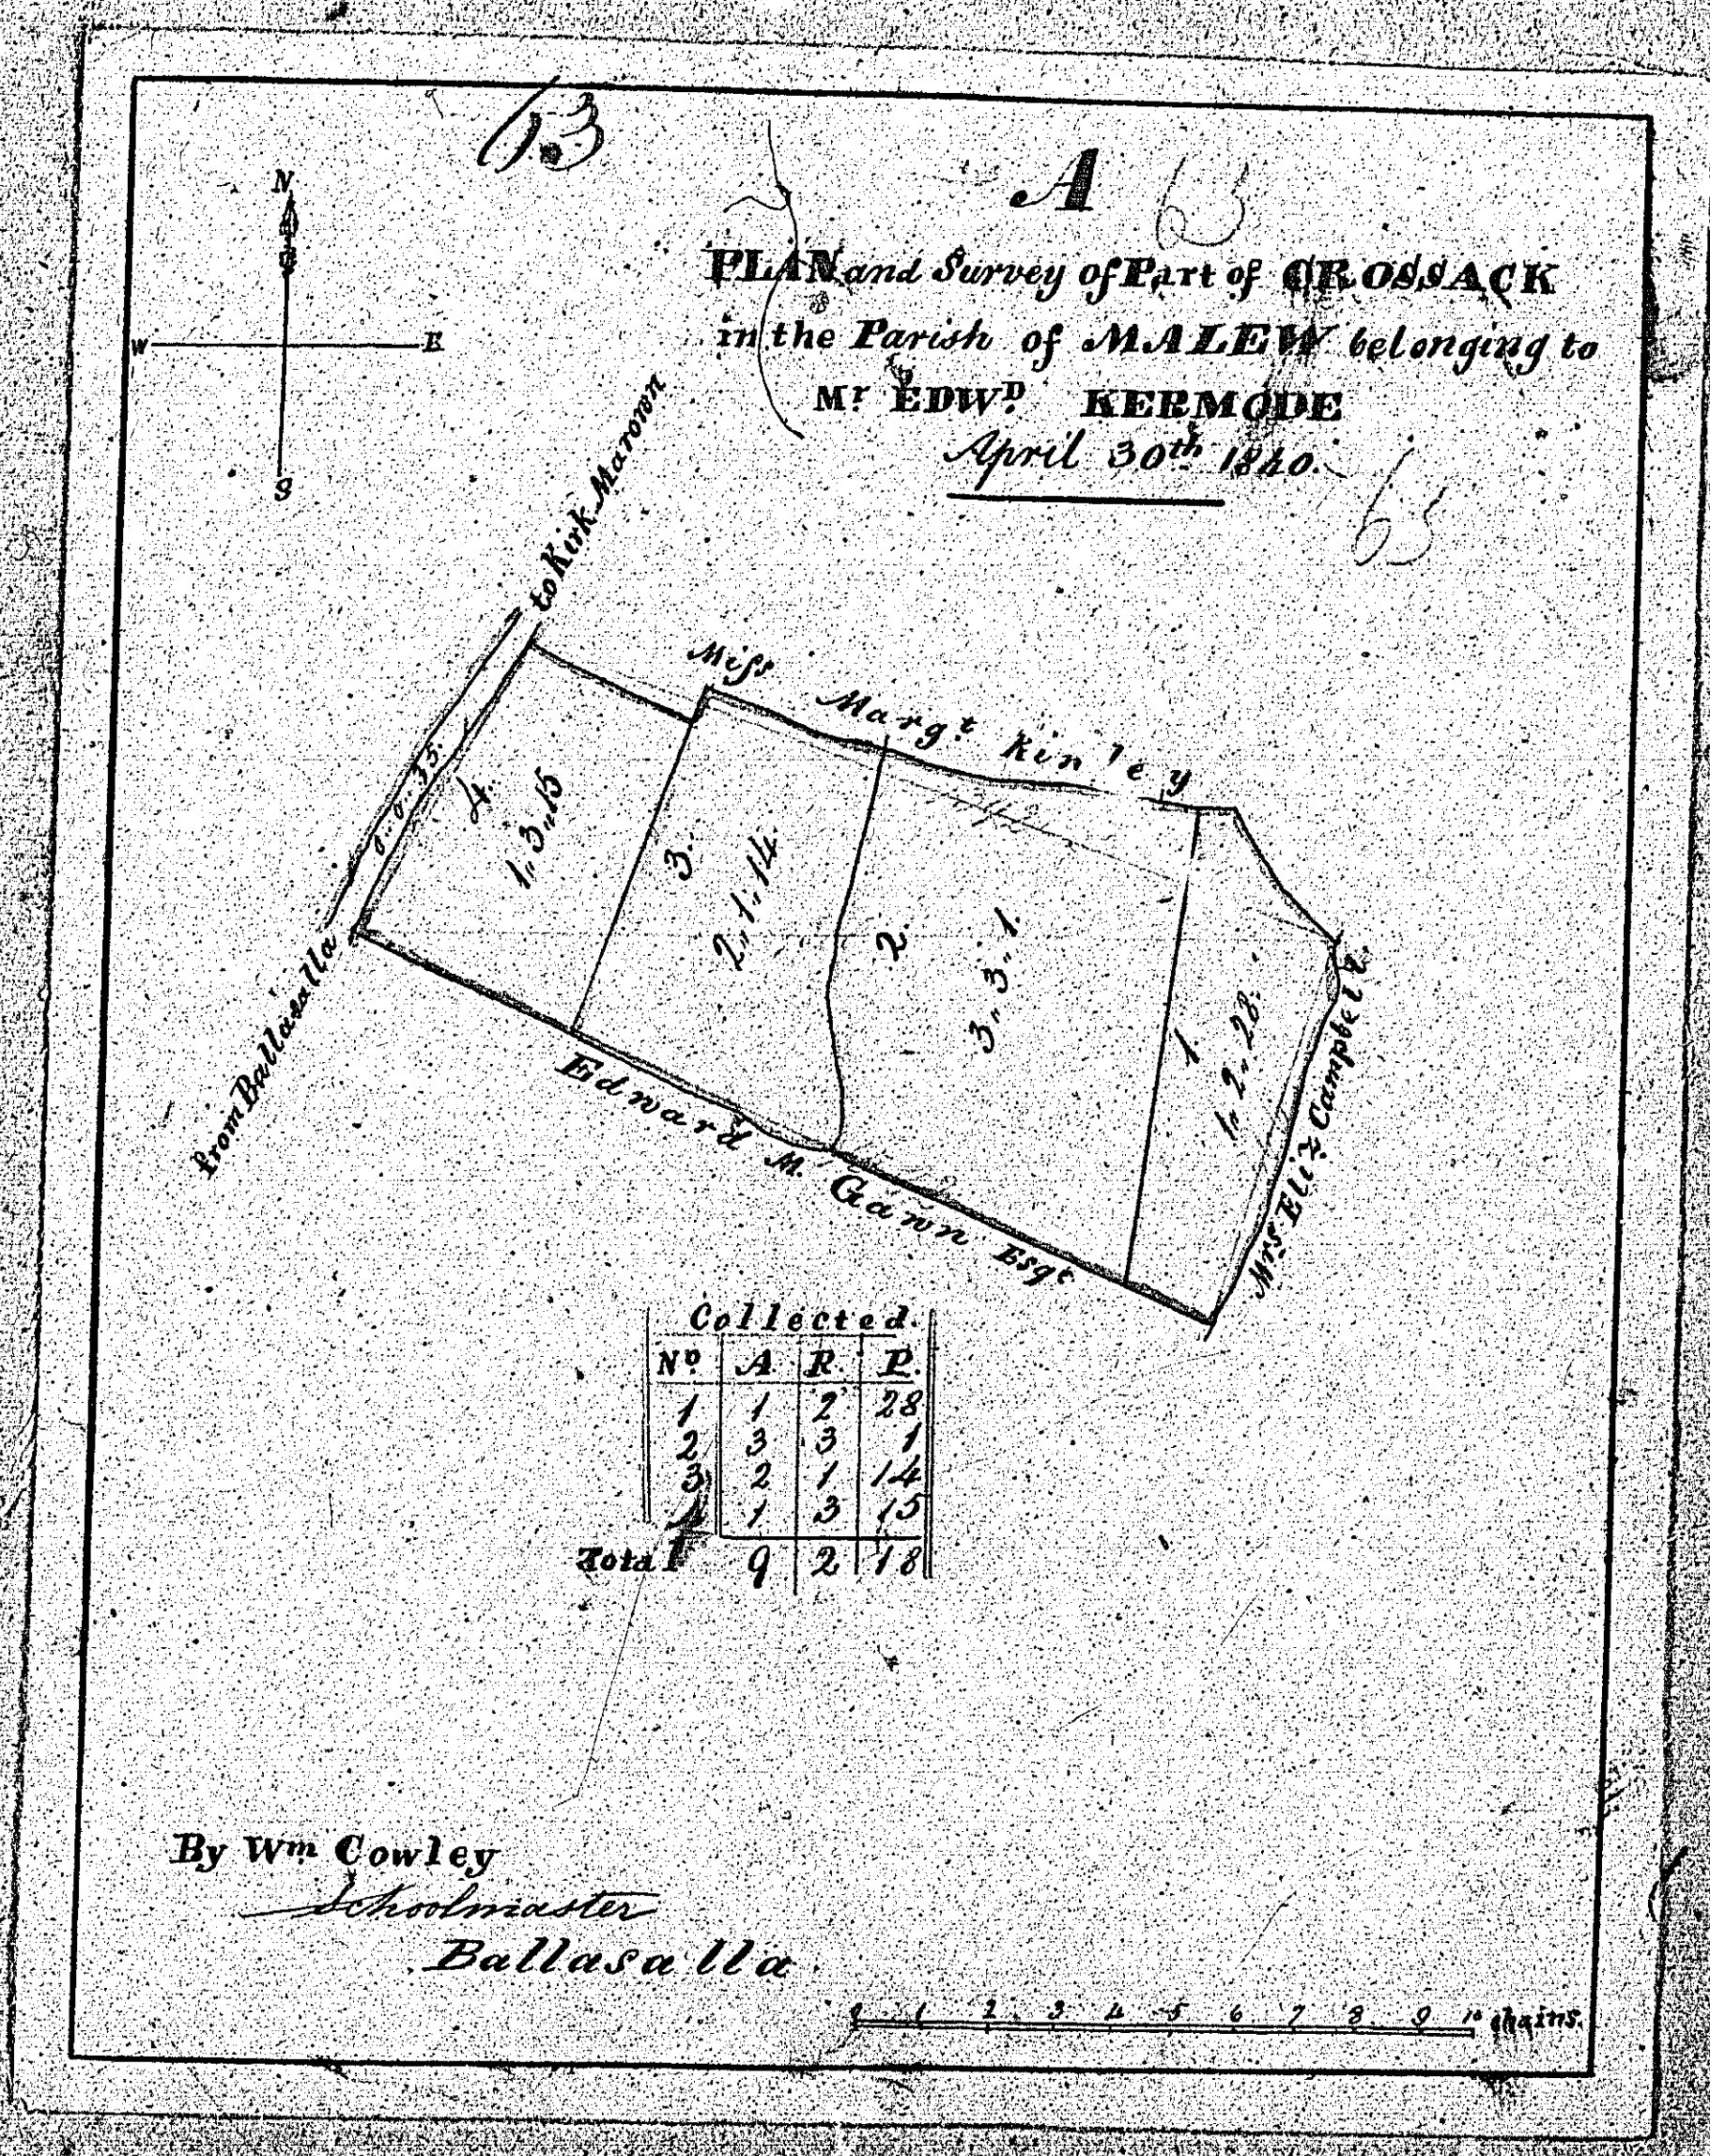 63
N
W E
S
A 63
PLAN and Survey of Part of CROSSACK
in the Parish of MALEW belonging to
Mr EDWD. KERMODE
April 30th 1840.
63
to Kirk Marown
from Ballasalla
Miss Margt. Kinley
0,,0,,35.
4.
1,,3,,15
3.
2,,1,,14.
2.
3,,3,,1.
1.
1,,2,,28.
Mrs Eliz Campbell
Edward M. Gawn Esqr
Collected.
No. A R. P.
1 1 2 28
2 3 3 1
3 2 1 14
4 1 3 15
Total 9 2 18
By Wm Cowley
Schoolmaster
Ballasalla
0 1 2 3 4 5 6 7 8 9 10 chains.